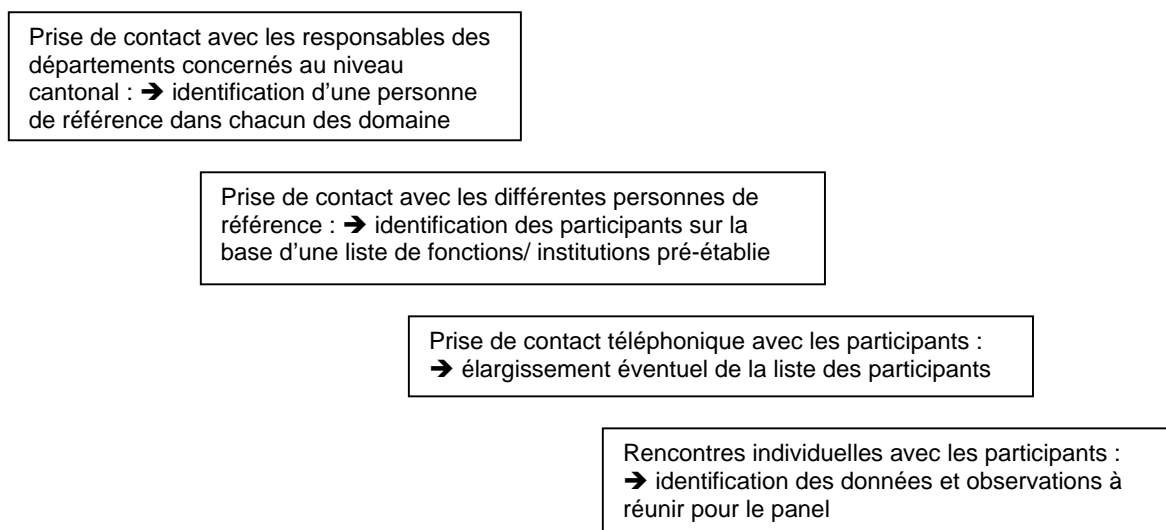 Prise de contact avec les responsables des
départements concernés au niveau
cantonal : ➔ identification d’une personne
de référence dans chacun des domaine
Prise de contact avec les différentes personnes de
référence : ➔ identification des participants sur la
base d’une liste de fonctions/ institutions pré-établie
Prise de contact téléphonique avec les participants :
➔ élargissement éventuel de la liste des participants
Rencontres individuelles avec les participants :
➔ identification des données et observations à
réunir pour le panel